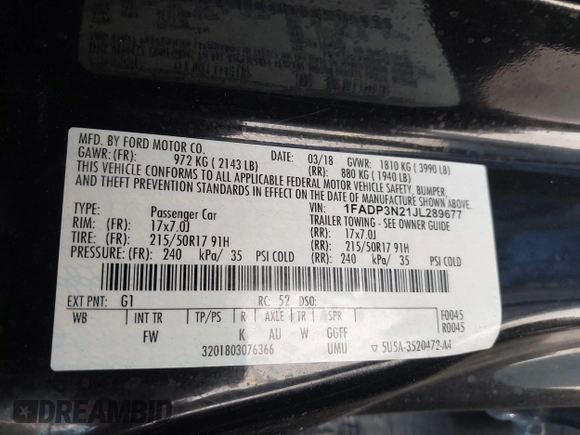 MFD. BY FORD MOTOR CO.
DATE: 03/18 GVWR: 1810 KG ( 3990 LB)
GAWR:(FR): 972 KG ( 2143 LB) (RR): 880 KG ( 1940 LB)
THIS VEHICLE CONFORMS TO ALL APPLICABLE FEDERAL MOTOR VEHICLE SAFETY, BUMPER,
AND THEFT PREVENTION STANDARDS IN EFFECT ON THE DATE OF MANUFACTURE SHOWN ABOVE.
VIN: 1FADP3N21JL289677
TYPE: Passenger Car TRAILER TOWING - SEE OWNER GUIDE
RIM: (FR) 17x7.0J (RR) 17x7.0J
TIRE: (FR) 215/50R17 91H (RR) 215/50R17 91H
PRESSURE: (FR) 240 kPa/ 35 PSI COLD (RR) 240 kPa/ 35 PSI COLD
EXT PNT: G1 RC: 52 DSO: F0045
R0045
WB INT TR TP/PS R AXLE TR SPR
FW K AU W GGFF
3201803076366 UMU ▽ 5U5A-3520472-AA
DREAMBID